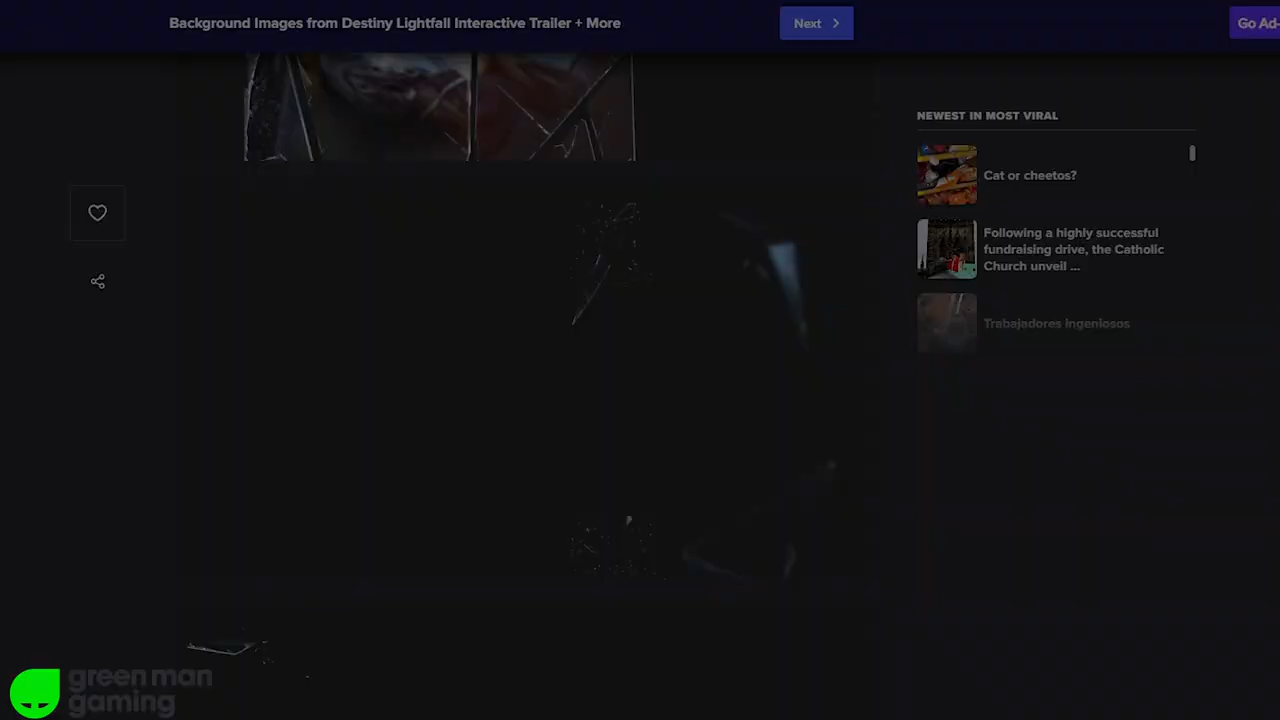 Background Images from Destiny Lightfall Interactive Trailer + More
Next
Go Ad-
NEWEST IN MOST VIRAL
Cat or cheetos?
Following a highly successful
fundraising drive, the Catholic
Church unveil ...
Trabajadores ingeniosos
green man
gaming